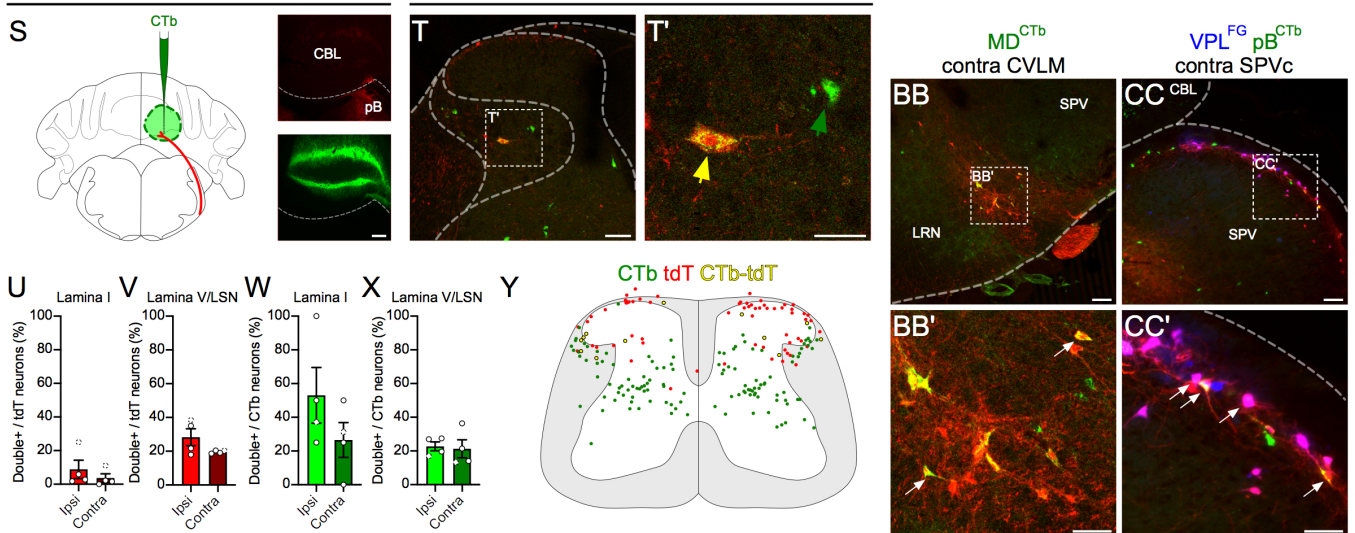 S
CTb
CBL
pB
T
T'
T'
MD^CTb
contra CVLM
VPL^FG pB^CTb
contra SPVc
BB
SPV
BB'
LRN
CC
CBL
CC'
SPV
U
Lamina I
Double+ / tdT neurons (%)
100
80
60
40
20
0
Ipsi
Contra
V
Lamina V/LSN
Double+ / tdT neurons (%)
100
80
60
40
20
0
Ipsi
Contra
W
Lamina I
Double+ / CTb neurons (%)
100
80
60
40
20
0
Ipsi
Contra
X
Lamina V/LSN
Double+ / CTb neurons (%)
100
80
60
40
20
0
Ipsi
Contra
Y
CTb tdT CTb-tdT
BB'
CC'